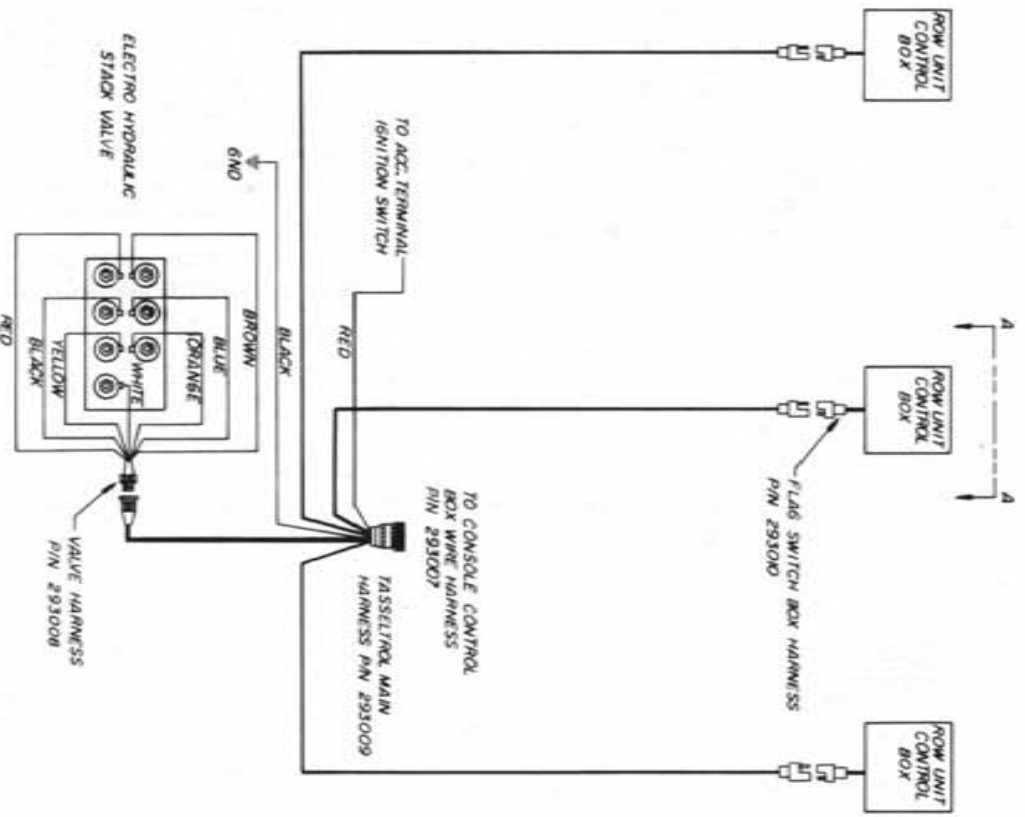 ROW UNIT
CONTROL
BOX
ROW UNIT
CONTROL
BOX
ROW UNIT
CONTROL
BOX
A
A
FLAG SWITCH BOX HARNESS
P/N 293010
TO ACC. TERMINAL
IGNITION SWITCH
RED
GND
BLACK
TO CONSOLE CONTROL
BOX WIRE HARNESS
P/N 293007
TASSELTROL MAIN
HARNESS P/N 293009
ELECTRO HYDRAULIC
STACK VALVE
BROWN
BLUE
ORANGE
WHITE
YELLOW
BLACK
RED
VALVE HARNESS
P/N 293008